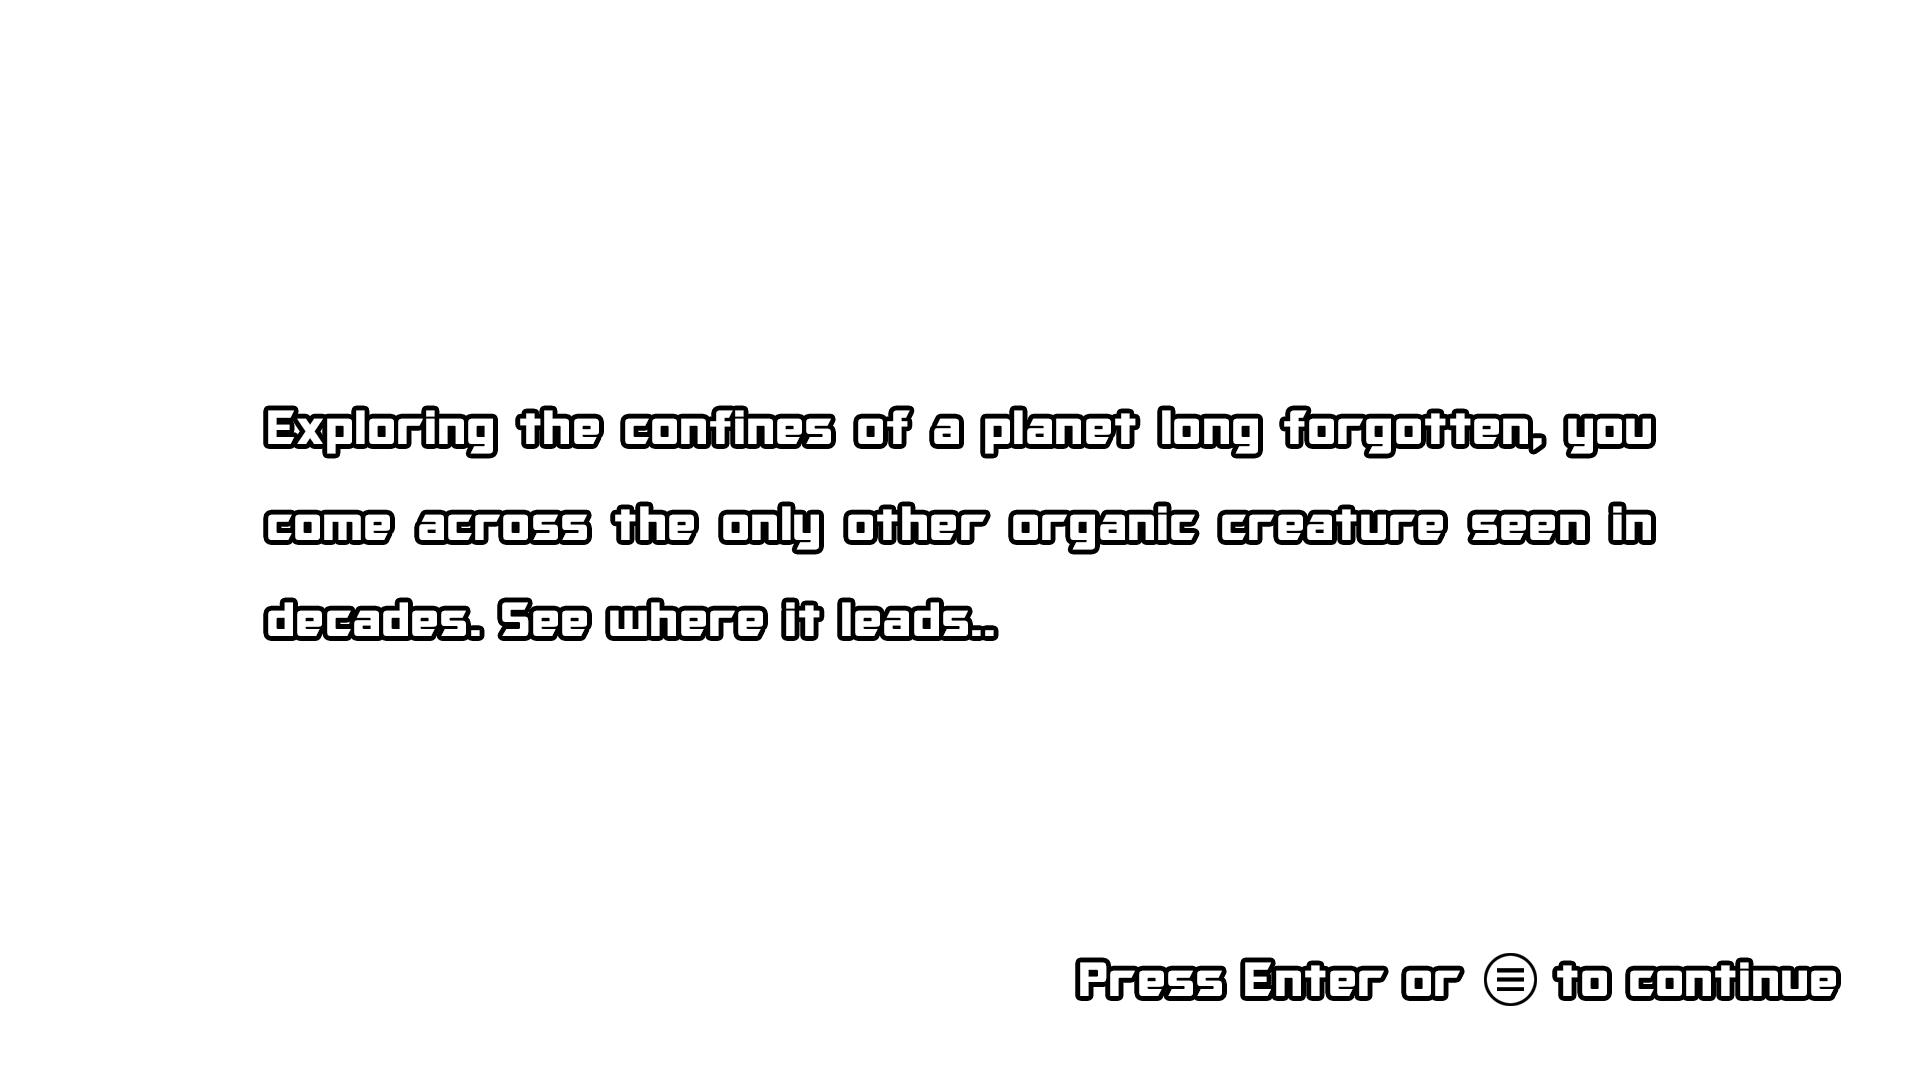 Exploring the confines of a planet long forgotten, you
come across the only other organic creature seen in
decades. See where it leads..
Press Enter or to continue